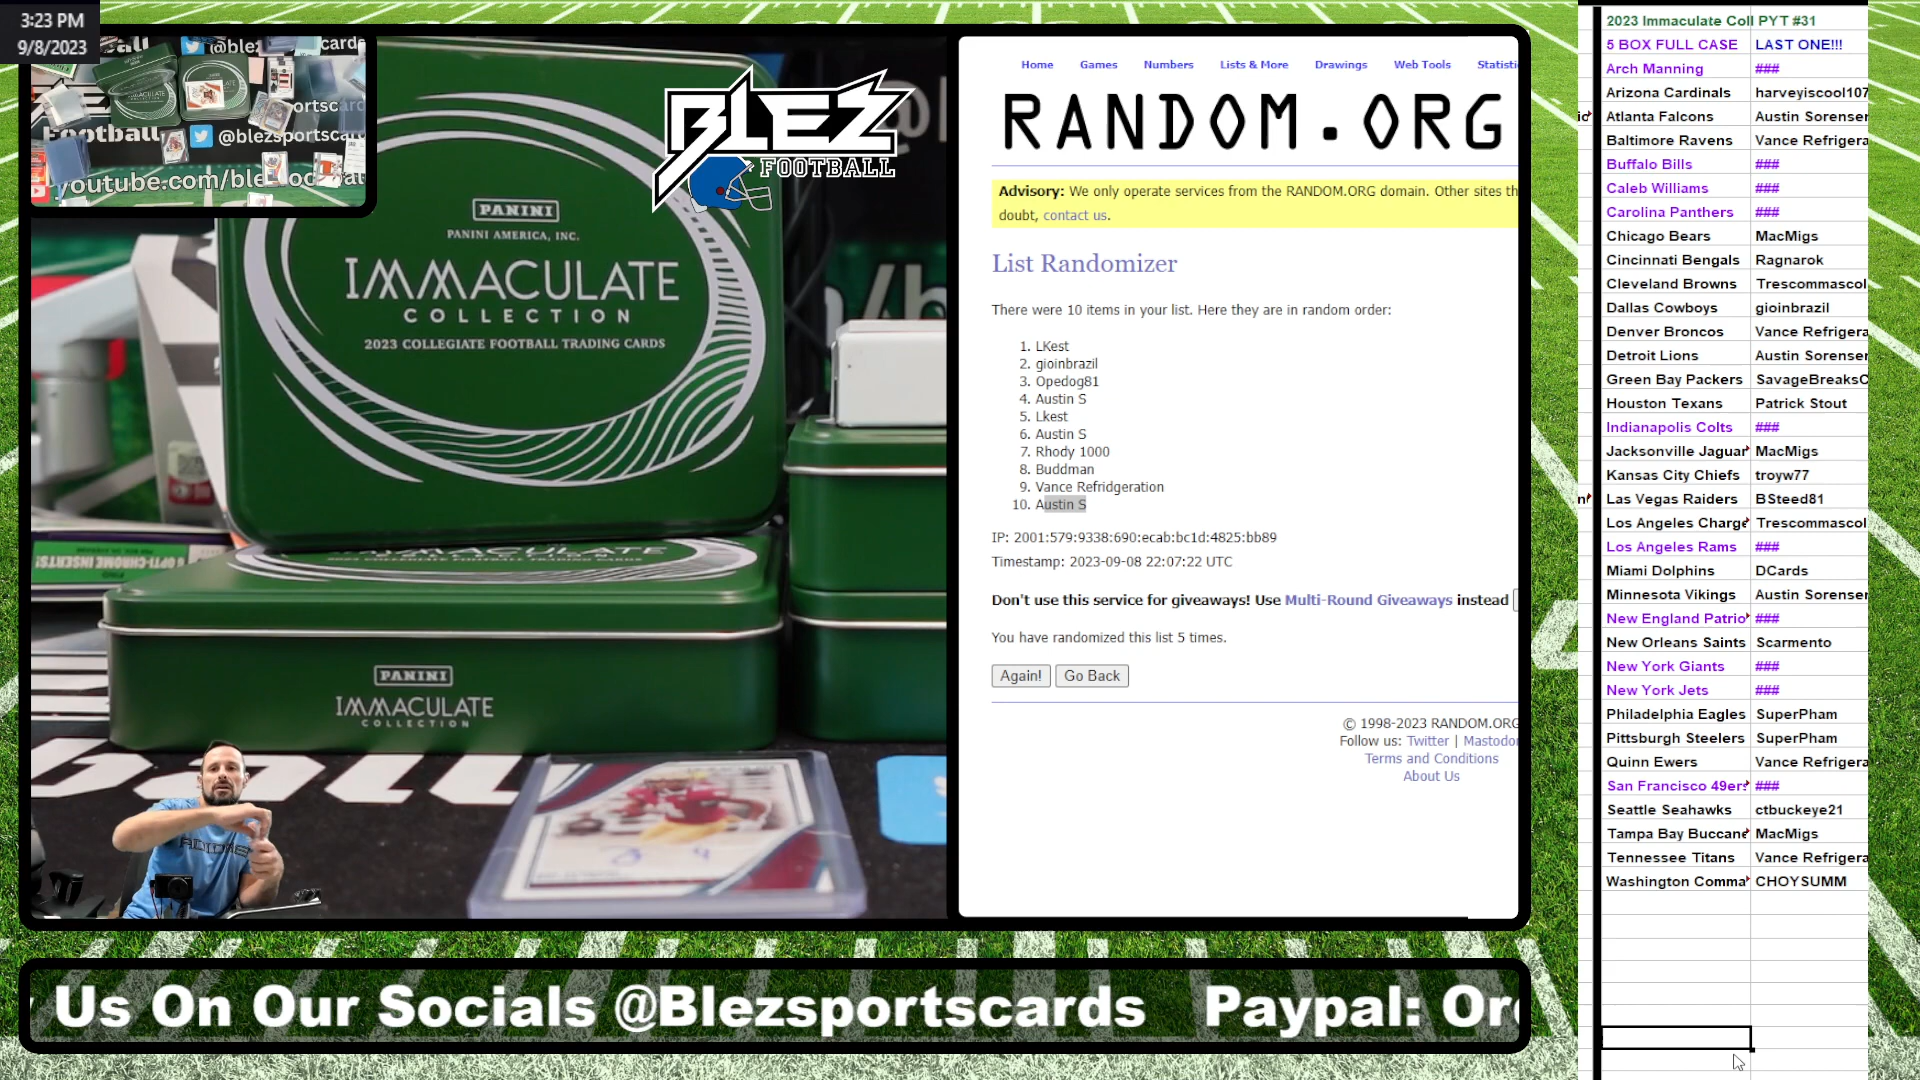 3:23 PM
9/8/2023
@blez
cards
Football
@blezsportscar
youtube.com/ble
BLEZ
FOOTBALL
PANINI
PANINI AMERICA, INC.
IMMACULATE
COLLECTION
2023 COLLEGIATE FOOTBALL TRADING CARDS
PANINI
IMMACULATE
COLLECTION
Home Games Numbers Lists & More Drawings Web Tools Statisti
RANDOM.ORG
Advisory: We only operate services from the RANDOM.ORG domain. Other sites th
doubt, contact us.
List Randomizer
There were 10 items in your list. Here they are in random order:
1. LKest
2. gioinbrazil
3. Opedog81
4. Austin S
5. Lkest
6. Austin S
7. Rhody 1000
8. Buddman
9. Vance Refridgeration
10. Austin S
IP: 2001:579:9338:690:ecab:bc1d:4825:bb89
Timestamp: 2023-09-08 22:07:22 UTC
Don't use this service for giveaways! Use Multi-Round Giveaways instead
You have randomized this list 5 times.
Again! Go Back
© 1998-2023 RANDOM.ORG
Follow us: Twitter | Mastodon
Terms and Conditions
About Us
2023 Immaculate Coll PYT #31
5 BOX FULL CASE LAST ONE!!!
Arch Manning ###
Arizona Cardinals harveyiscool107
Atlanta Falcons Austin Sorensen
Baltimore Ravens Vance Refrigera
Buffalo Bills ###
Caleb Williams ###
Carolina Panthers ###
Chicago Bears MacMigs
Cincinnati Bengals Ragnarok
Cleveland Browns Trescommascol
Dallas Cowboys gioinbrazil
Denver Broncos Vance Refrigera
Detroit Lions Austin Sorensen
Green Bay Packers SavageBreaksC
Houston Texans Patrick Stout
Indianapolis Colts ###
Jacksonville Jaguar MacMigs
Kansas City Chiefs troyw77
Las Vegas Raiders BSteed81
Los Angeles Charge Trescommascol
Los Angeles Rams ###
Miami Dolphins DCards
Minnesota Vikings Austin Sorensen
New England Patrio ###
New Orleans Saints Scarmento
New York Giants ###
New York Jets ###
Philadelphia Eagles SuperPham
Pittsburgh Steelers SuperPham
Quinn Ewers Vance Refrigera
San Francisco 49ers ###
Seattle Seahawks ctbuckeye21
Tampa Bay Buccane MacMigs
Tennessee Titans Vance Refrigera
Washington Comma CHOYSUMM
Us On Our Socials @Blezsportscards Paypal: Or